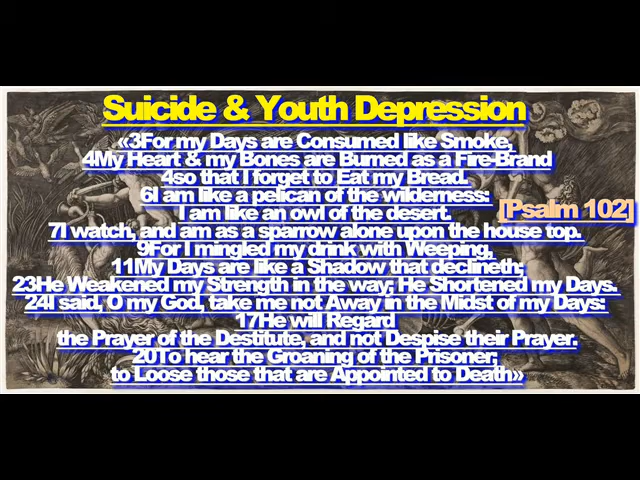 Suicide & Youth Depression
«3For my Days are Consumed like Smoke,
4My Heart & my Bones are Burned as a Fire-Brand
4so that I forget to Eat my Bread.
6I am like a pelican of the wilderness:
I am like an owl of the desert.
[Psalm 102]
7I watch, and am as a sparrow alone upon the house top.
9For I mingled my drink with Weeping,
11My Days are like a Shadow that declineth;
23He Weakened my Strength in the way; He Shortened my Days.
24I said, O my God, take me not Away in the Midst of my Days:
17He will Regard
the Prayer of the Destitute, and not Despise their Prayer.
20To hear the Groaning of the Prisoner;
to Loose those that are Appointed to Death»